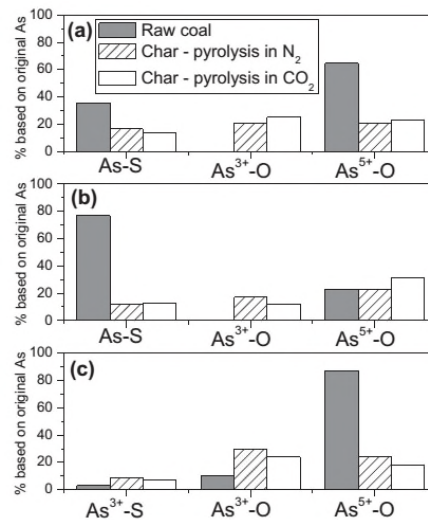 (a)
Raw coal
Char - pyrolysis in N₂
Char - pyrolysis in CO₂
% based on original As
100
80
60
40
20
0
As-S As³⁺-O As⁵⁺-O
(b)
% based on original As
100
80
60
40
20
0
As-S As³⁺-O As⁵⁺-O
(c)
% based on original As
100
80
60
40
20
0
As³⁺-S As³⁺-O As⁵⁺-O